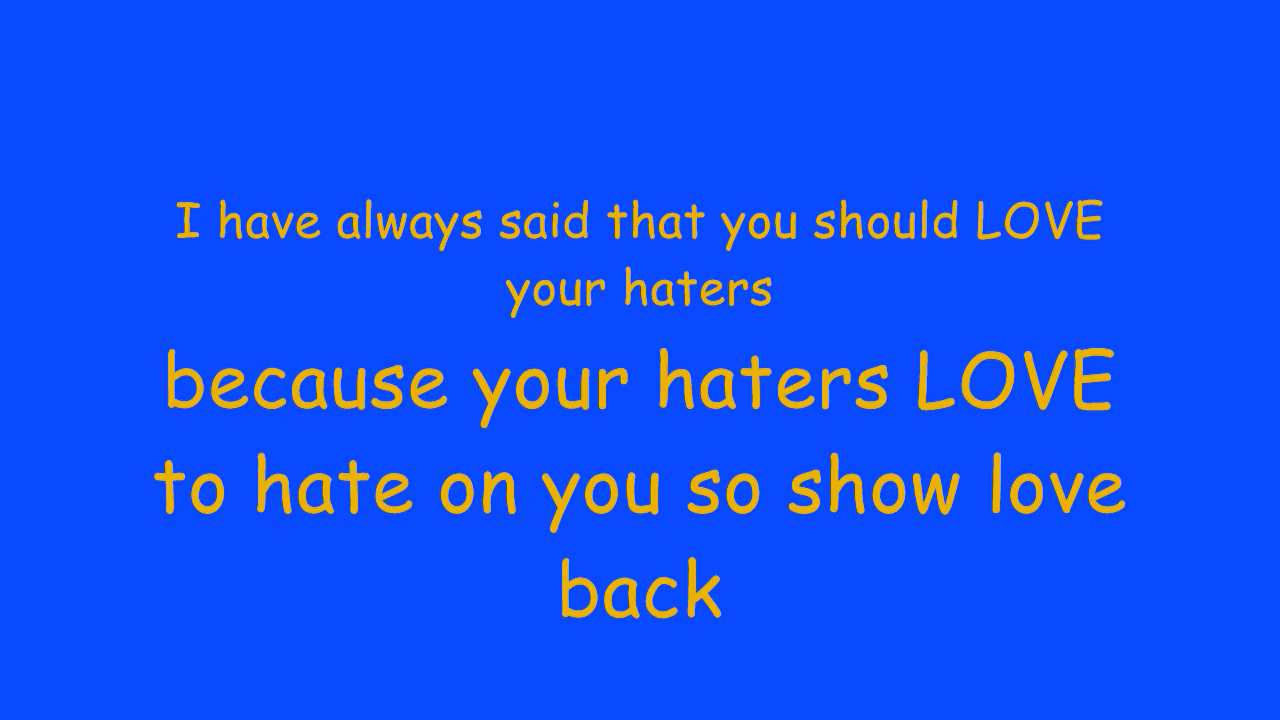 I have always said that you should LOVE
your haters
because your haters LOVE
to hate on you so show love
back